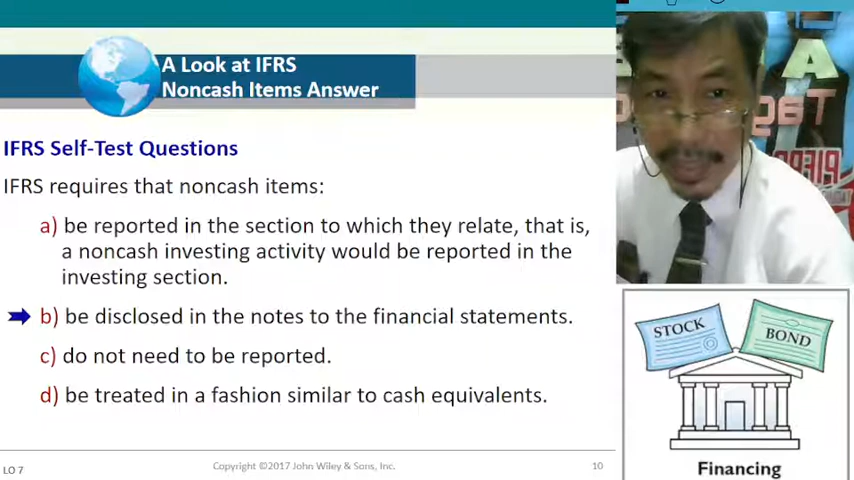 A Look at IFRS
Noncash Items Answer
IFRS Self-Test Questions
IFRS requires that noncash items:
a) be reported in the section to which they relate, that is,
a noncash investing activity would be reported in the
investing section.
b) be disclosed in the notes to the financial statements.
c) do not need to be reported.
d) be treated in a fashion similar to cash equivalents.
LO 7
Copyright ©2017 John Wiley & Sons, Inc.
10
STOCK
BOND
Financing